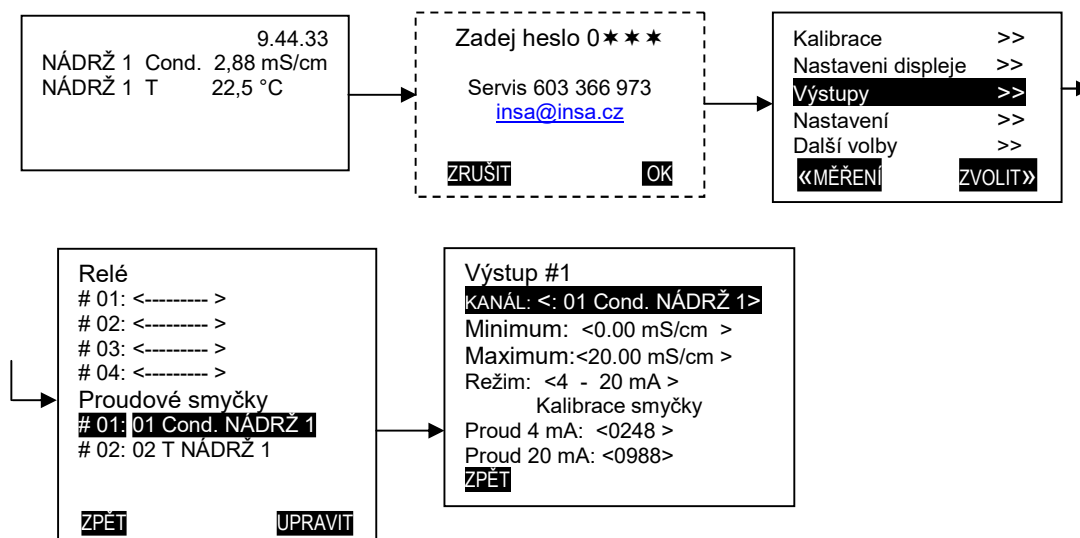 9.44.33
NÁDRŽ 1 Cond. 2,88 mS/cm
NÁDRŽ 1 T 22,5 °C
Zadej heslo 0✶✶✶
Servis 603 366 973
insa@insa.cz
ZRUŠIT OK
Kalibrace >>
Nastaveni displeje >>
Výstupy >>
Nastavení >>
Další volby >>
«MĚŘENÍ ZVOLIT»
Relé
# 01: <--------- >
# 02: <--------- >
# 03: <--------- >
# 04: <--------- >
Proudové smyčky
# 01: 01 Cond. NÁDRŽ 1
# 02: 02 T NÁDRŽ 1
ZPĚT UPRAVIT
Výstup #1
KANÁL: <: 01 Cond. NÁDRŽ 1>
Minimum: <0.00 mS/cm >
Maximum:<20.00 mS/cm >
Režim: <4 - 20 mA >
Kalibrace smyčky
Proud 4 mA: <0248 >
Proud 20 mA: <0988>
ZPĚT